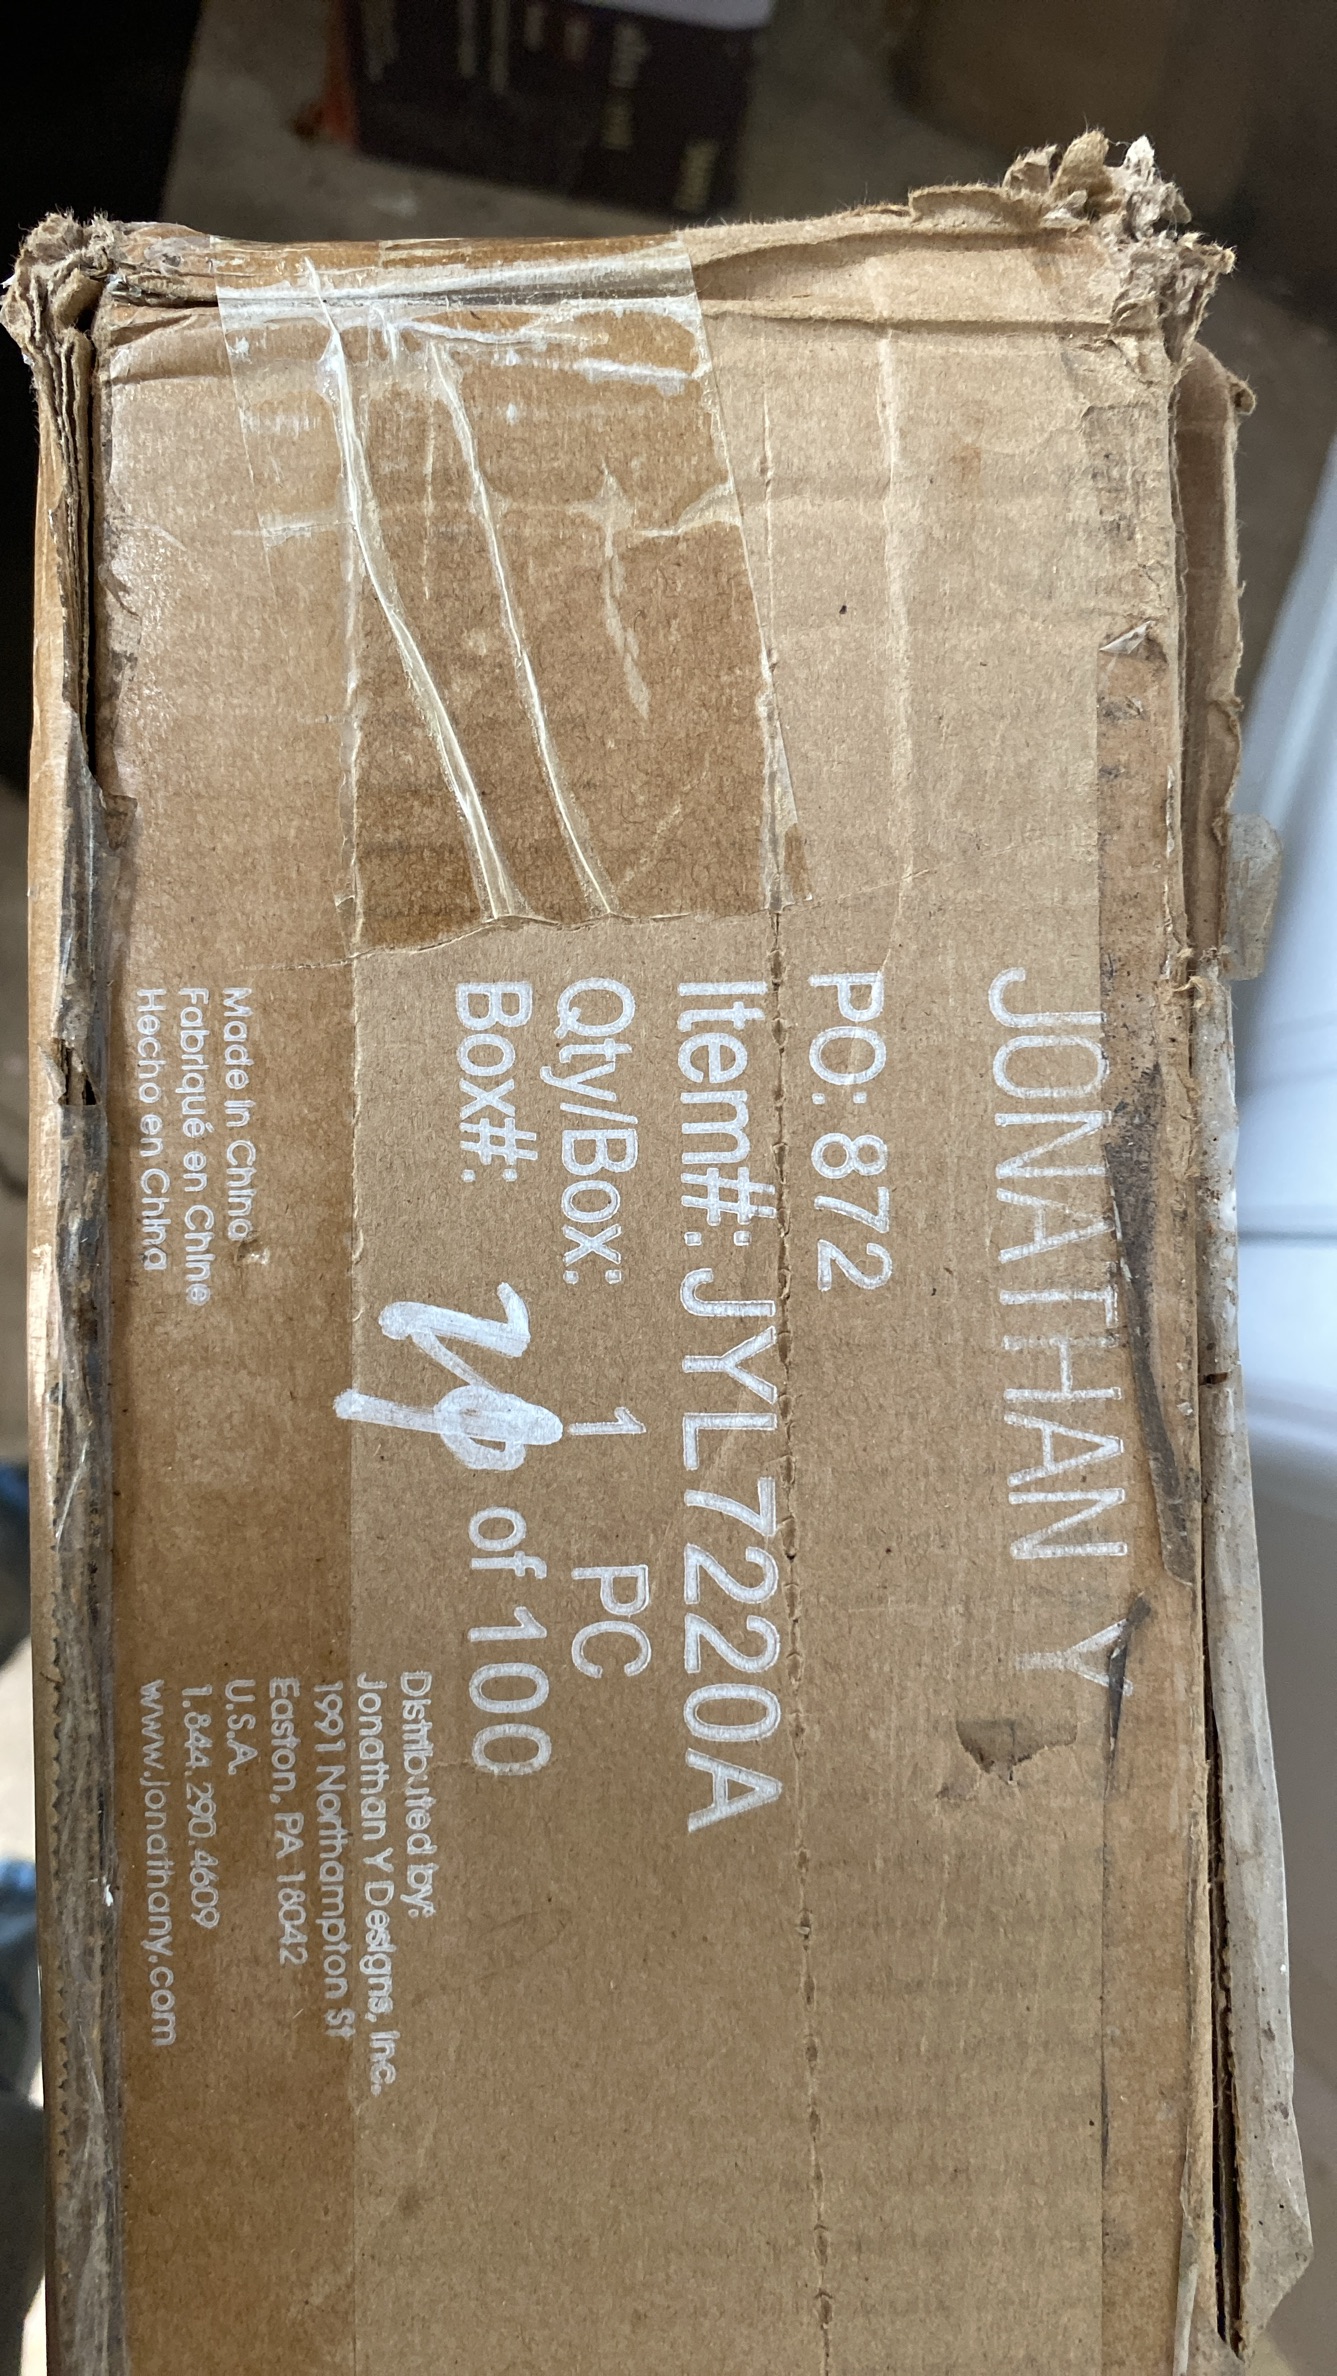 JONATHAN Y
PO: 872
Item#: JYL7220A
Qty/Box: 1 PC
Box#: of 100
Distributed by:
Jonathan Y Designs, Inc.
1991 Northampton St
Easton, PA 18042
U.S.A.
1.844.290.4609
www.jonathany.com
Made in China
Fabriqué en Chine
Hecho en China